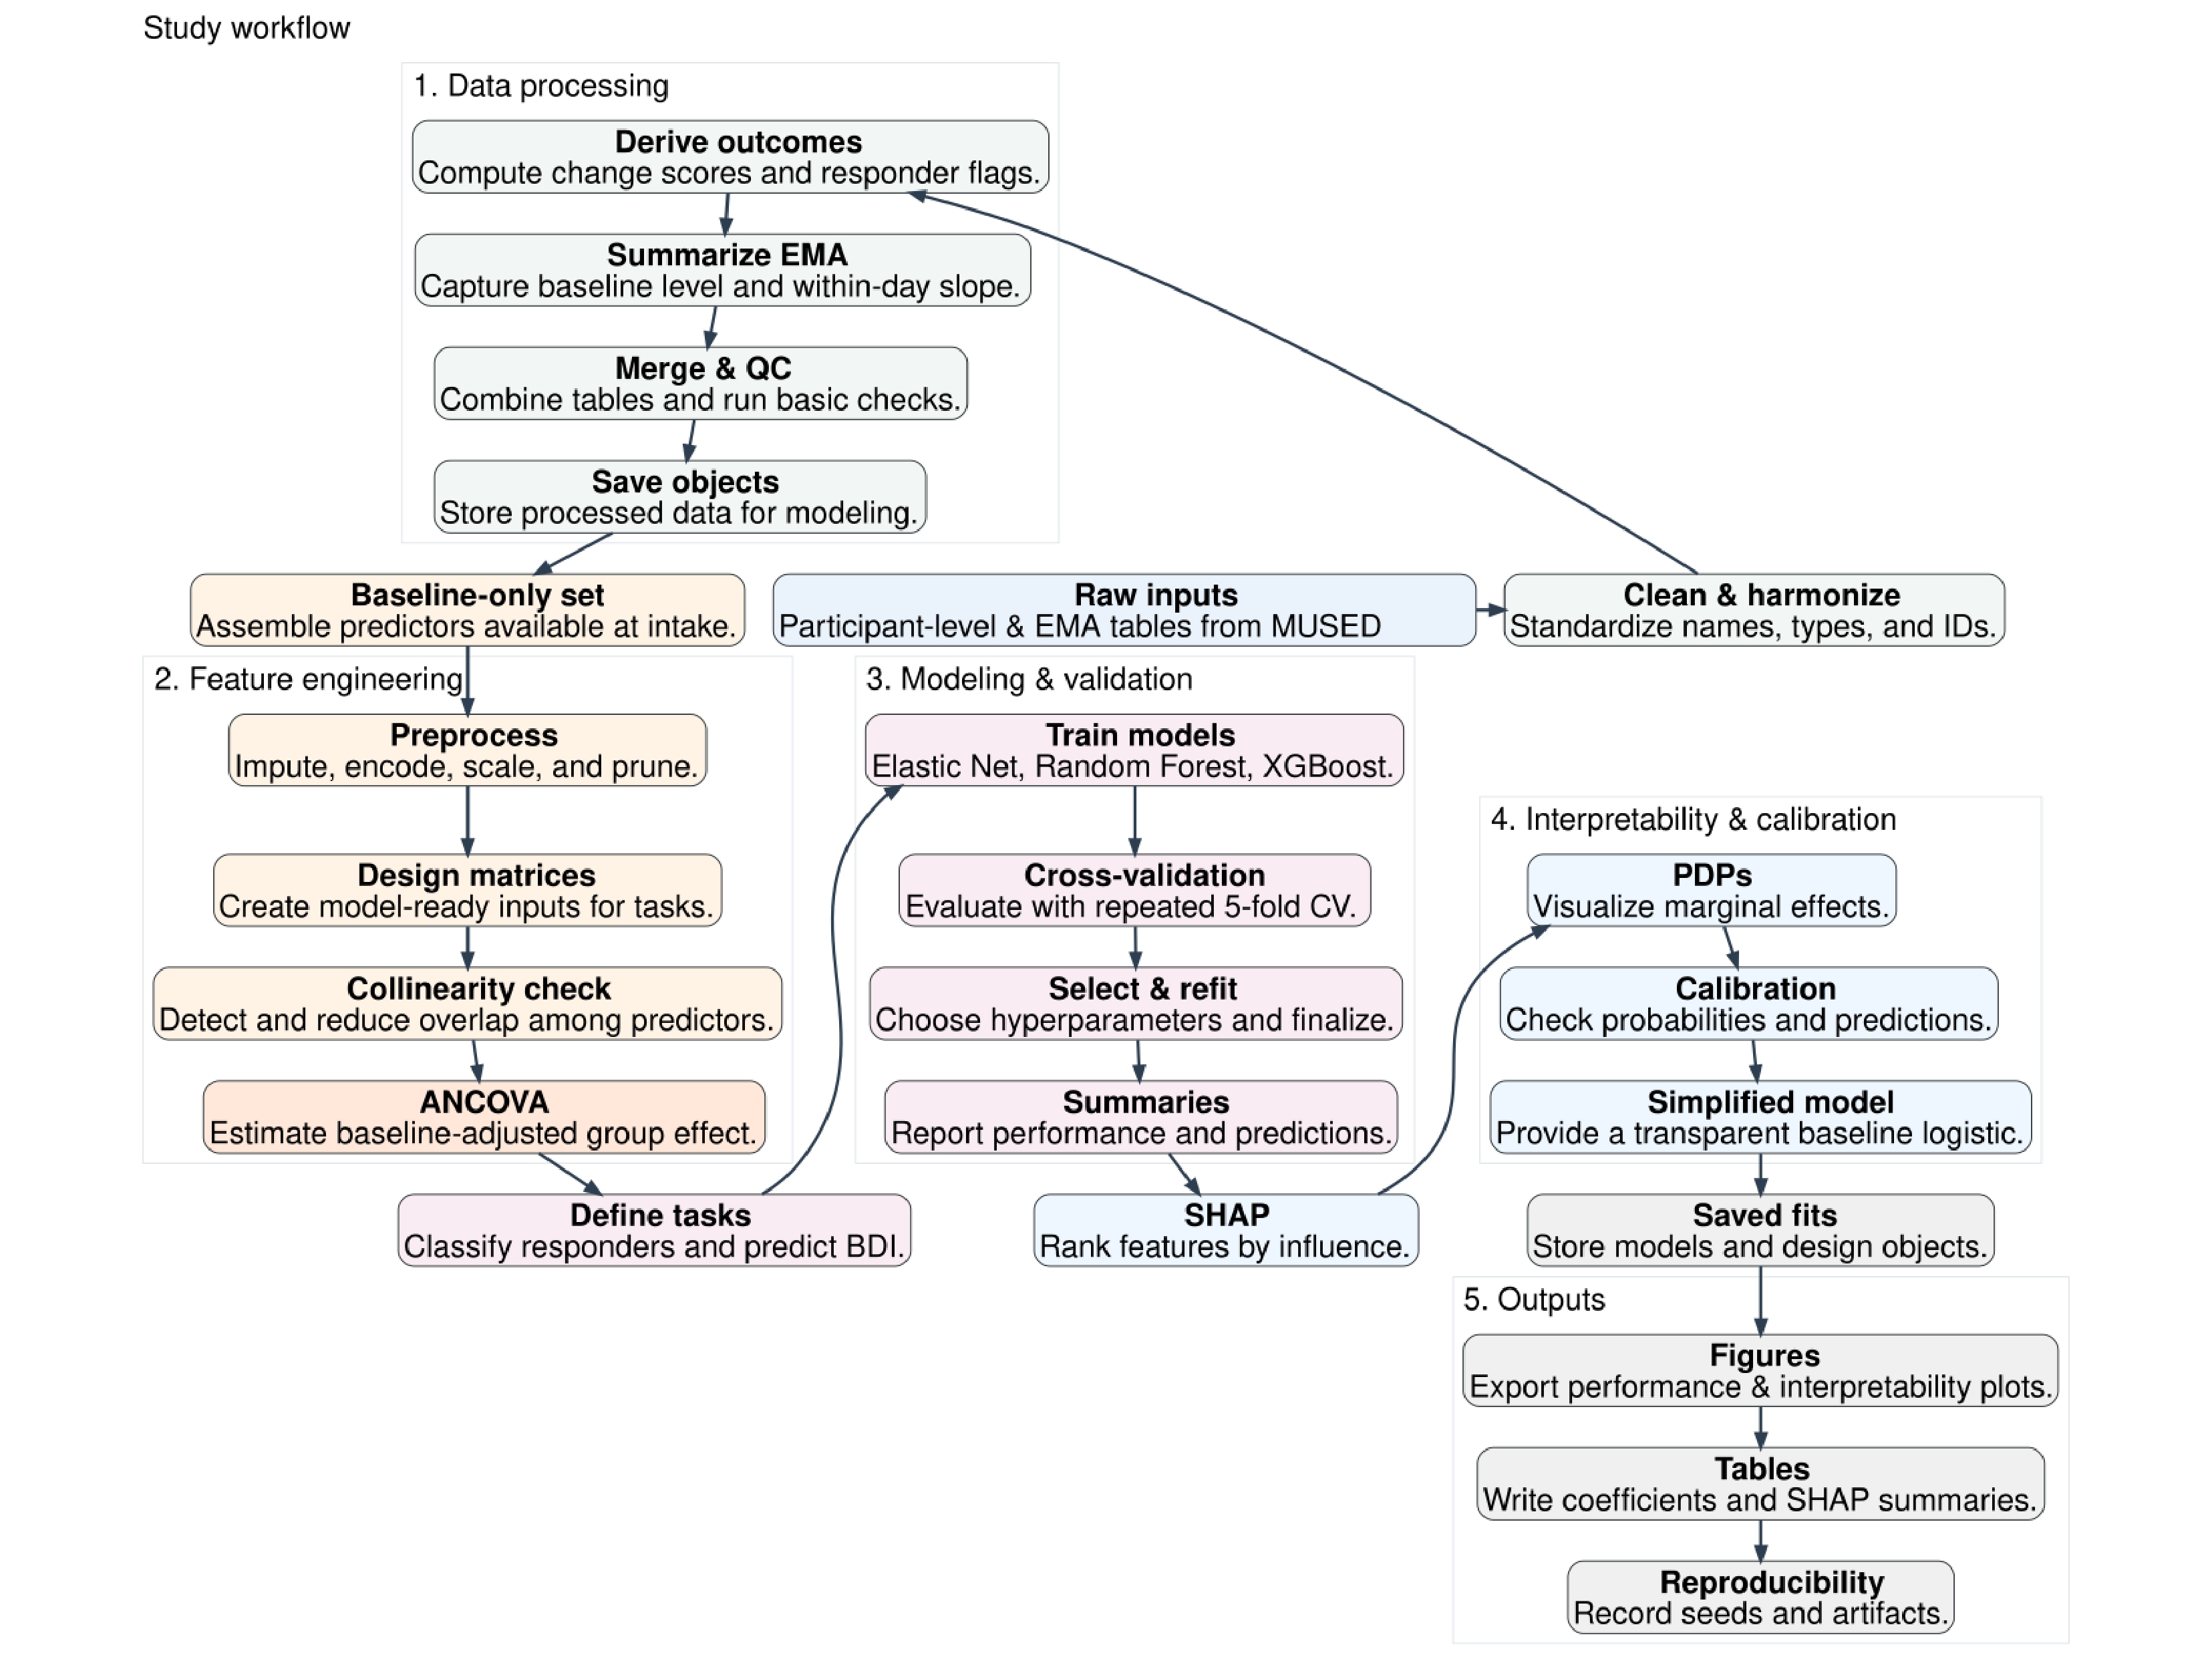 Study workflow
1. Data processing
Derive outcomes
Compute change scores and responder flags.
Summarize EMA
Capture baseline level and within-day slope.
Merge & QC
Combine tables and run basic checks.
Save objects
Store processed data for modeling.
Baseline-only set
Assemble predictors available at intake.
Raw inputs
Participant-level & EMA tables from MUSED
Clean & harmonize
Standardize names, types, and IDs.
2. Feature engineering
Preprocess
Impute, encode, scale, and prune.
Design matrices
Create model-ready inputs for tasks.
Collinearity check
Detect and reduce overlap among predictors.
ANCOVA
Estimate baseline-adjusted group effect.
Define tasks
Classify responders and predict BDI.
3. Modeling & validation
Train models
Elastic Net, Random Forest, XGBoost.
Cross-validation
Evaluate with repeated 5-fold CV.
Select & refit
Choose hyperparameters and finalize.
Summaries
Report performance and predictions.
SHAP
Rank features by influence.
4. Interpretability & calibration
PDPs
Visualize marginal effects.
Calibration
Check probabilities and predictions.
Simplified model
Provide a transparent baseline logistic.
Saved fits
Store models and design objects.
5. Outputs
Figures
Export performance & interpretability plots.
Tables
Write coefficients and SHAP summaries.
Reproducibility
Record seeds and artifacts.